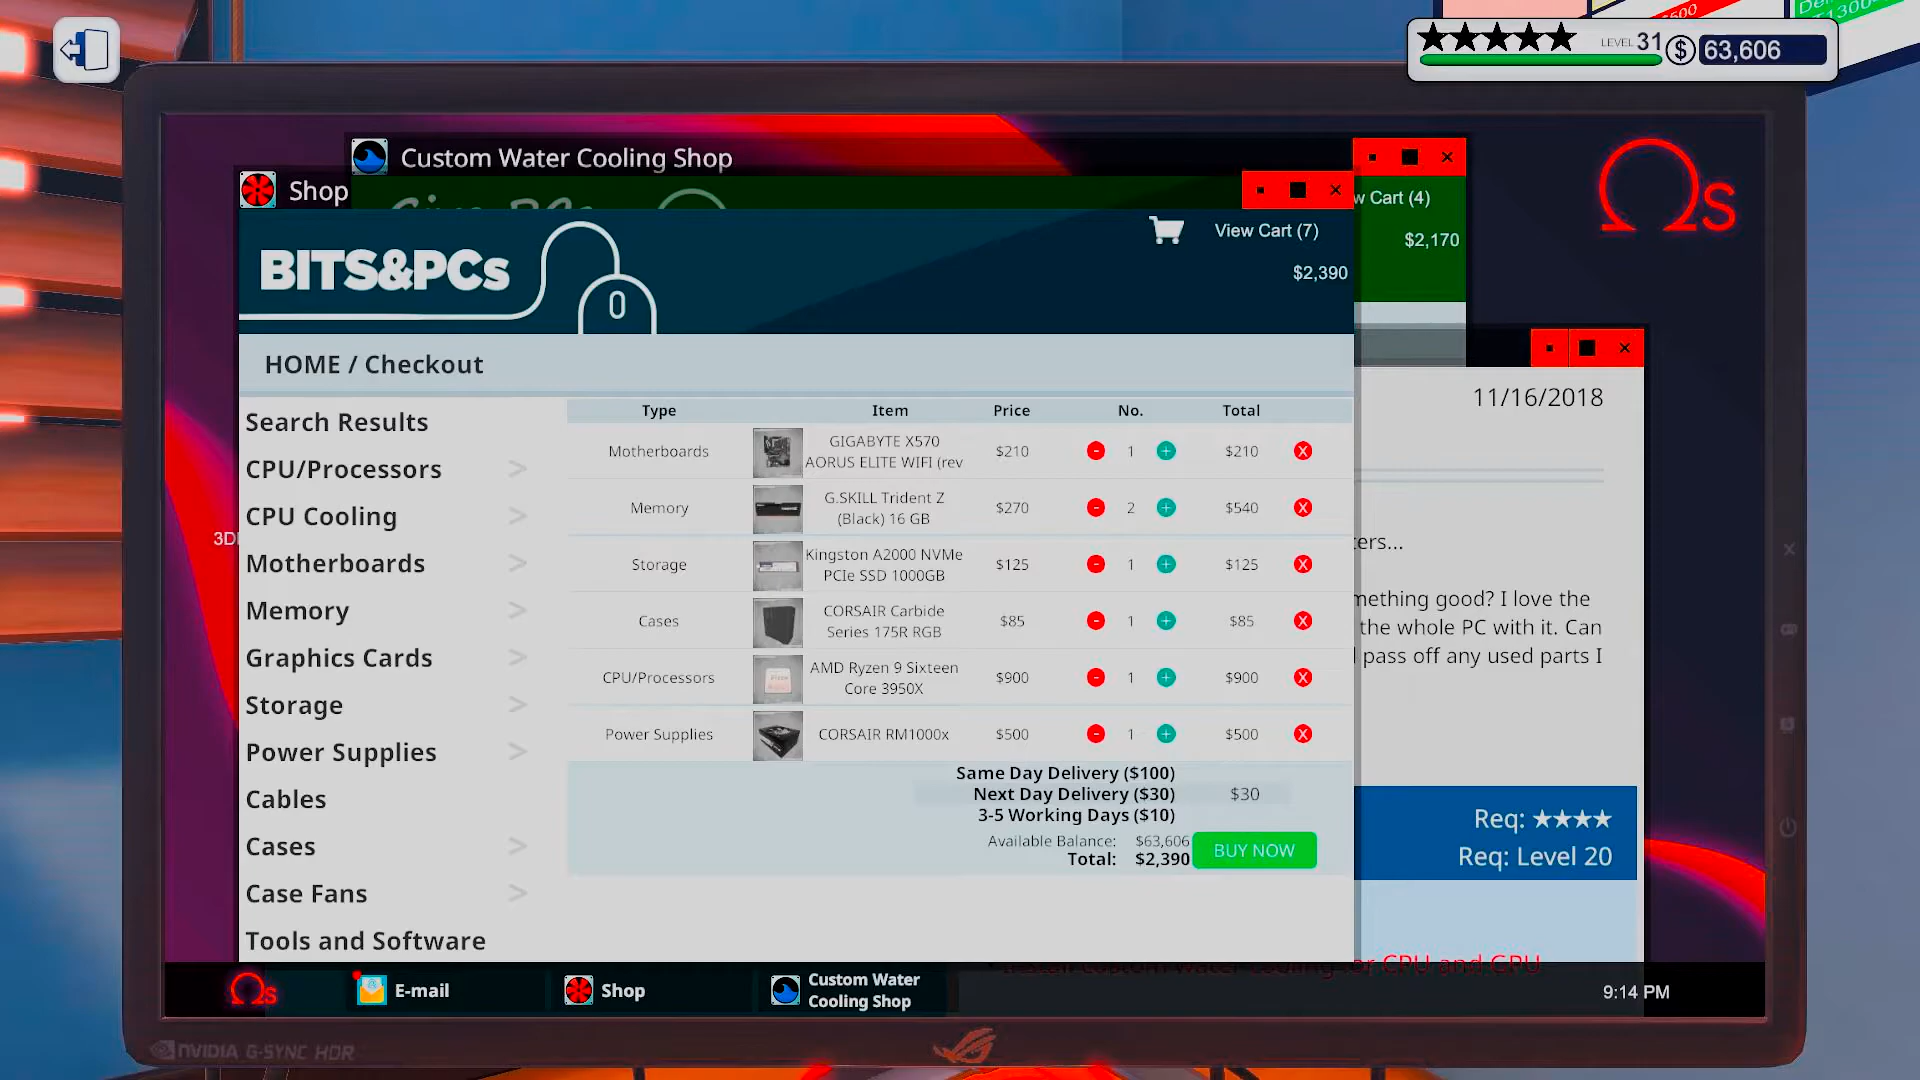 LEVEL 31
$ 63,606
Custom Water Cooling Shop
Shop
View Cart (7)
w Cart (4)
$2,170
$2,390
BITS&PCs
HOME / Checkout
11/16/2018
Search Results
CPU/Processors
CPU Cooling
Motherboards
Memory
Graphics Cards
Storage
Power Supplies
Cables
Cases
Case Fans
Tools and Software
Type Item Price No. Total
Motherboards GIGABYTE X570 AORUS ELITE WIFI (rev $210 - 1 + $210 X
Memory G.SKILL Trident Z (Black) 16 GB $270 - 2 + $540 X
Storage Kingston A2000 NVMe PCIe SSD 1000GB $125 - 1 + $125 X
Cases CORSAIR Carbide Series 175R RGB $85 - 1 + $85 X
CPU/Processors AMD Ryzen 9 Sixteen Core 3950X $900 - 1 + $900 X
Power Supplies CORSAIR RM1000x $500 - 1 + $500 X
Same Day Delivery ($100)
Next Day Delivery ($30) $30
3-5 Working Days ($10)
Available Balance: $63,606
Total: $2,390
BUY NOW
3D
ters...
mething good? I love the
the whole PC with it. Can
pass off any used parts I
Req: ★★★★
Req: Level 20
CPU and GPU
Ωs
Ωs
E-mail
Shop
Custom Water
Cooling Shop
9:14 PM
NVIDIA G-SYNC HDR